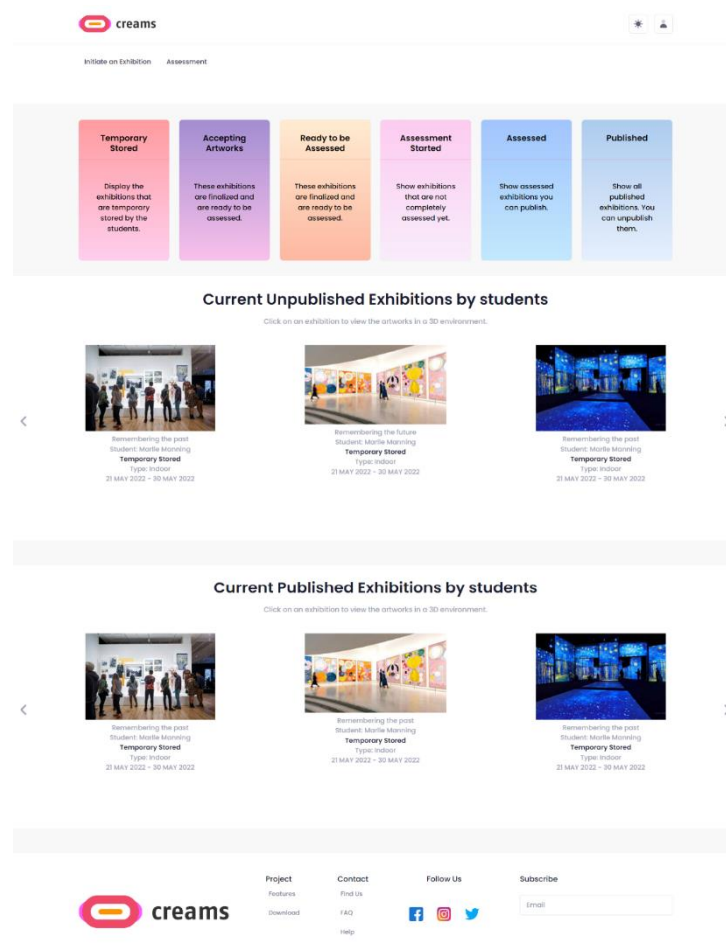 creams
Initiate an Exhibition Assessment
Temporary
Stored
Display the
exhibitions that
are temporary
stored by the
students.
Accepting
Artworks
These exhibitions
are finalized and
are ready to be
assessed.
Ready to be
Assessed
These exhibitions
are finalized and
are ready to be
assessed.
Assessment
Started
Show exhibitions
that are not
completely
assessed yet.
Assessed
Show assessed
exhibitions you
can publish.
Published
Show all
published
exhibitions. You
can unpublish
them.
Current Unpublished Exhibitions by students
Click on an exhibition to view the artworks in a 3D environment.
Remembering the past
Student: Marlie Manning
Temporary Stored
Type: Indoor
21 MAY 2022 - 30 MAY 2022
Remembering the future
Student: Marlie Manning
Temporary Stored
Type: Indoor
21 MAY 2022 - 30 MAY 2022
Remembering the past
Student: Marlie Manning
Temporary Stored
Type: Indoor
21 MAY 2022 - 30 MAY 2022
Current Published Exhibitions by students
Click on an exhibition to view the artworks in a 3D environment.
Remembering the past
Student: Marlie Manning
Temporary Stored
Type: Indoor
21 MAY 2022 - 30 MAY 2022
Remembering the past
Student: Marlie Manning
Temporary Stored
Type: Indoor
21 MAY 2022 - 30 MAY 2022
Remembering the past
Student: Marlie Manning
Temporary Stored
Type: Indoor
21 MAY 2022 - 30 MAY 2022
creams
Project
Features
Download
Contact
Find Us
FAQ
Help
Follow Us
Subscribe
Email